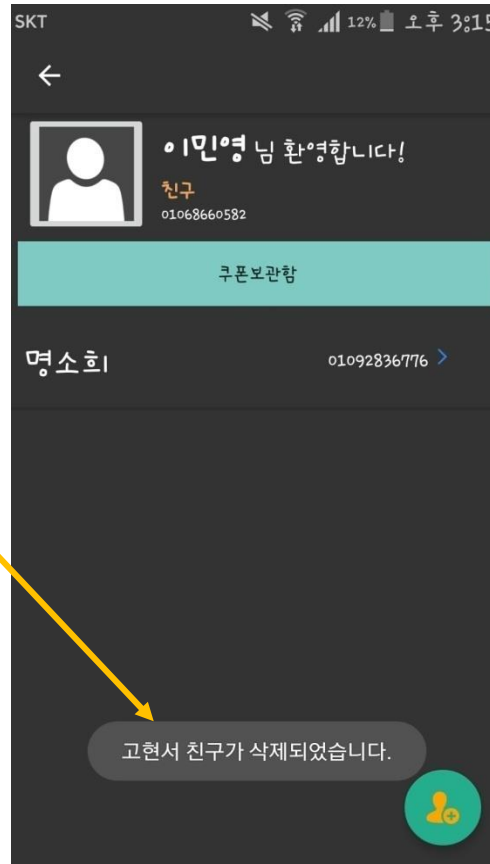 SKT 12% 오후 3:15
이민영 님 환영합니다!
친구
01068660582
쿠폰보관함
명소희 01092836776
고현서 친구가 삭제되었습니다.